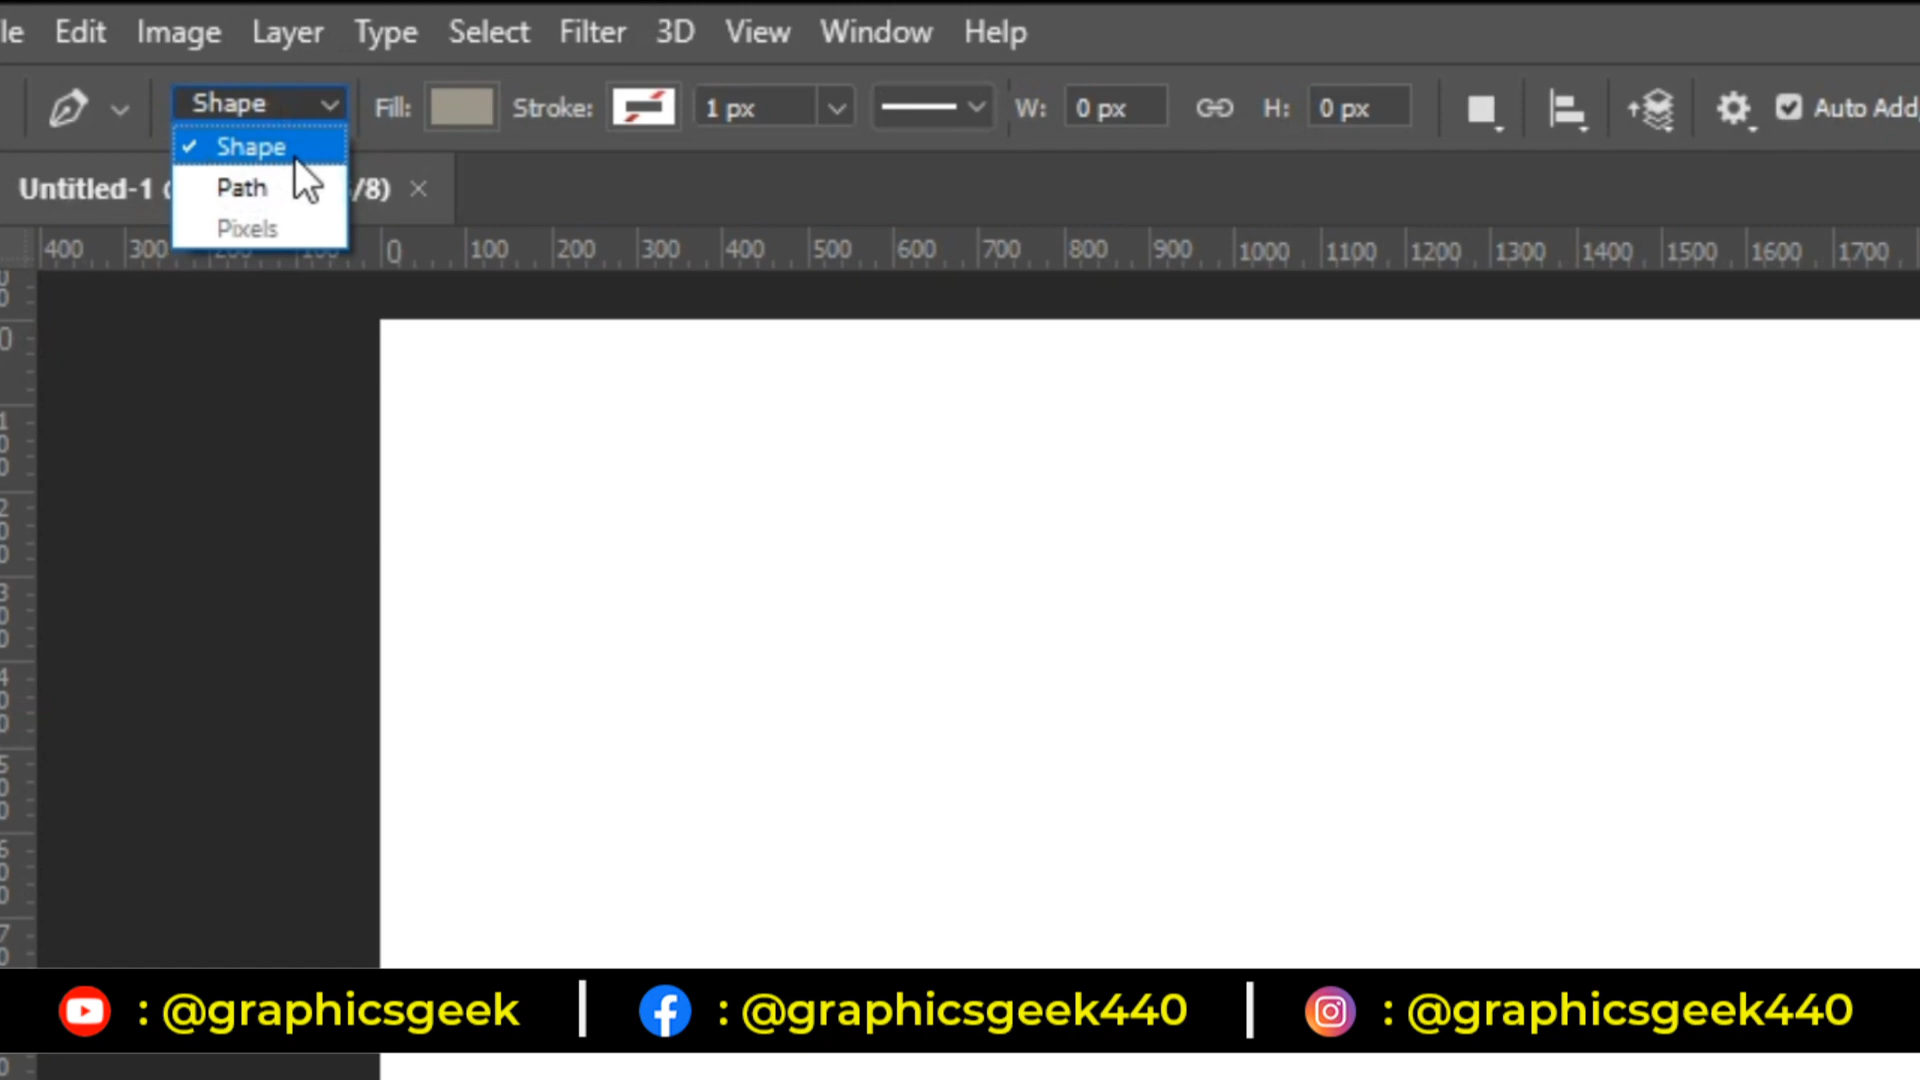 le Edit Image Layer Type Select Filter 3D View Window Help
Shape Fill: Stroke: 1 px W: 0 px H: 0 px Auto Add
Shape
Path
Pixels
Untitled-1 /8)
400 300 0 100 200 300 400 500 600 700 800 900 1000 1100 1200 1300 1400 1500 1600 1700
: @graphicsgeek | : @graphicsgeek440 | : @graphicsgeek440